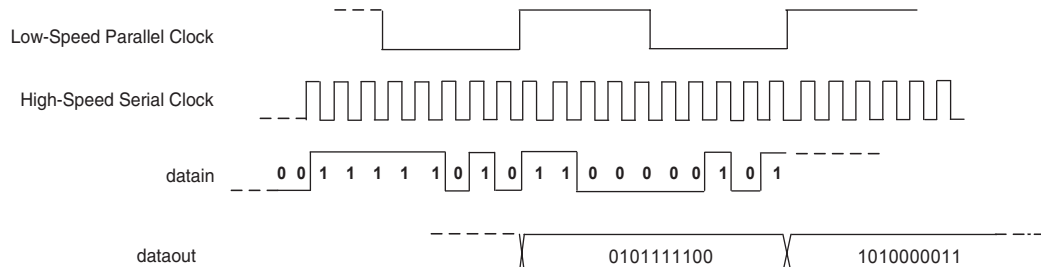 Low-Speed Parallel Clock
High-Speed Serial Clock
datain 0 0 1 1 1 1 1 0 1 0 1 1 0 0 0 0 0 1 0 1
dataout 0101111100 1010000011